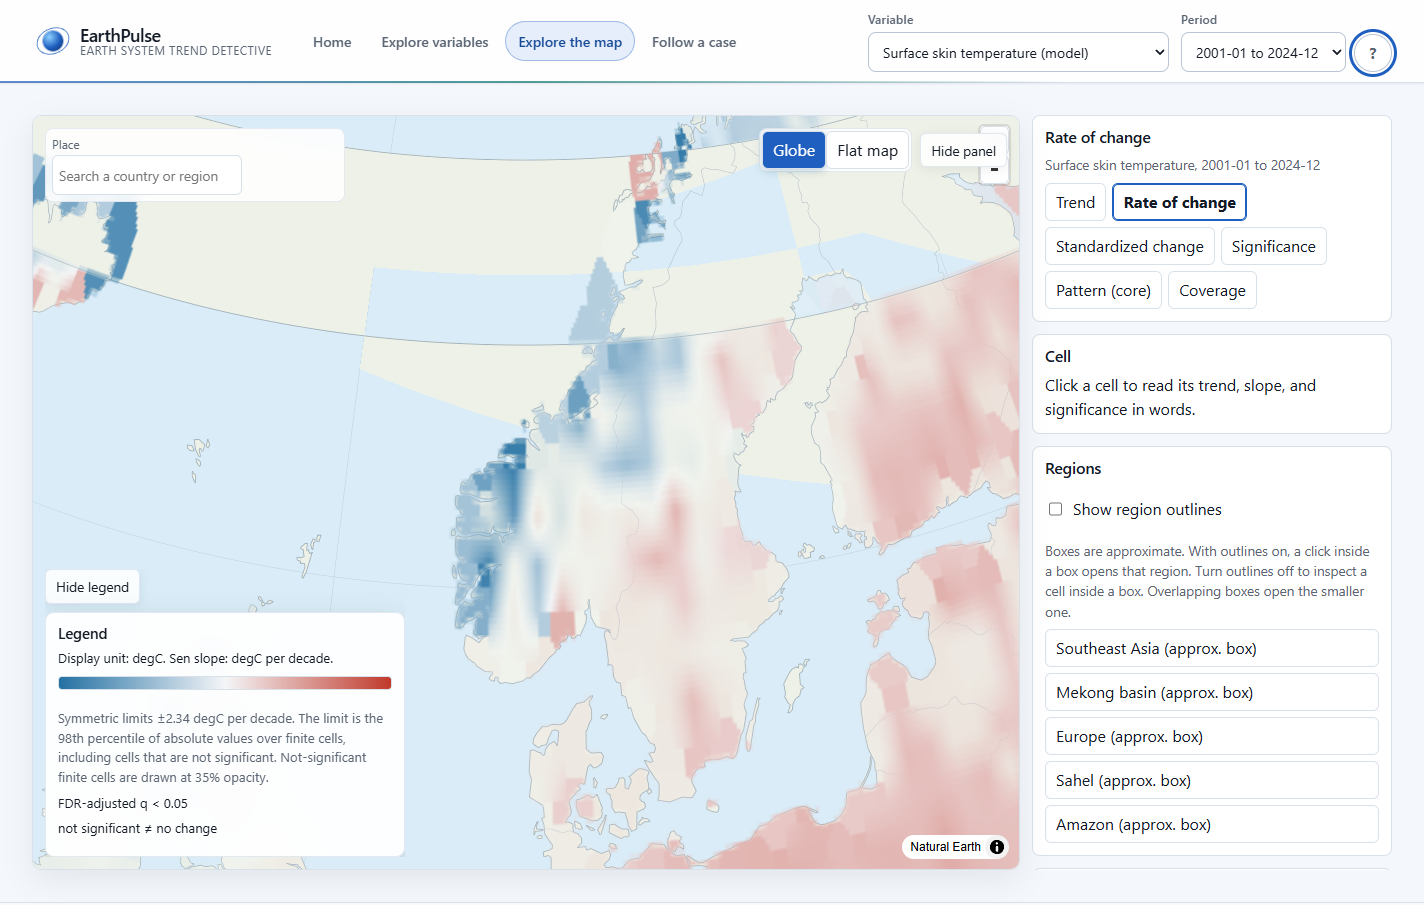 EarthPulse
EARTH SYSTEM TREND DETECTIVE
Home
Explore variables
Explore the map
Follow a case
Variable
Surface skin temperature (model)
Period
2001-01 to 2024-12
?
Place
Search a country or region
Globe
Flat map
Hide panel
Hide legend
Legend
Display unit: degC. Sen slope: degC per decade.
Symmetric limits ±2.34 degC per decade. The limit is the
98th percentile of absolute values over finite cells,
including cells that are not significant. Not-significant
finite cells are drawn at 35% opacity.
FDR-adjusted q < 0.05
not significant ≠ no change
Natural Earth
Rate of change
Surface skin temperature, 2001-01 to 2024-12
Trend
Rate of change
Standardized change
Significance
Pattern (core)
Coverage
Cell
Click a cell to read its trend, slope, and
significance in words.
Regions
Show region outlines
Boxes are approximate. With outlines on, a click inside
a box opens that region. Turn outlines off to inspect a
cell inside a box. Overlapping boxes open the smaller
one.
Southeast Asia (approx. box)
Mekong basin (approx. box)
Europe (approx. box)
Sahel (approx. box)
Amazon (approx. box)